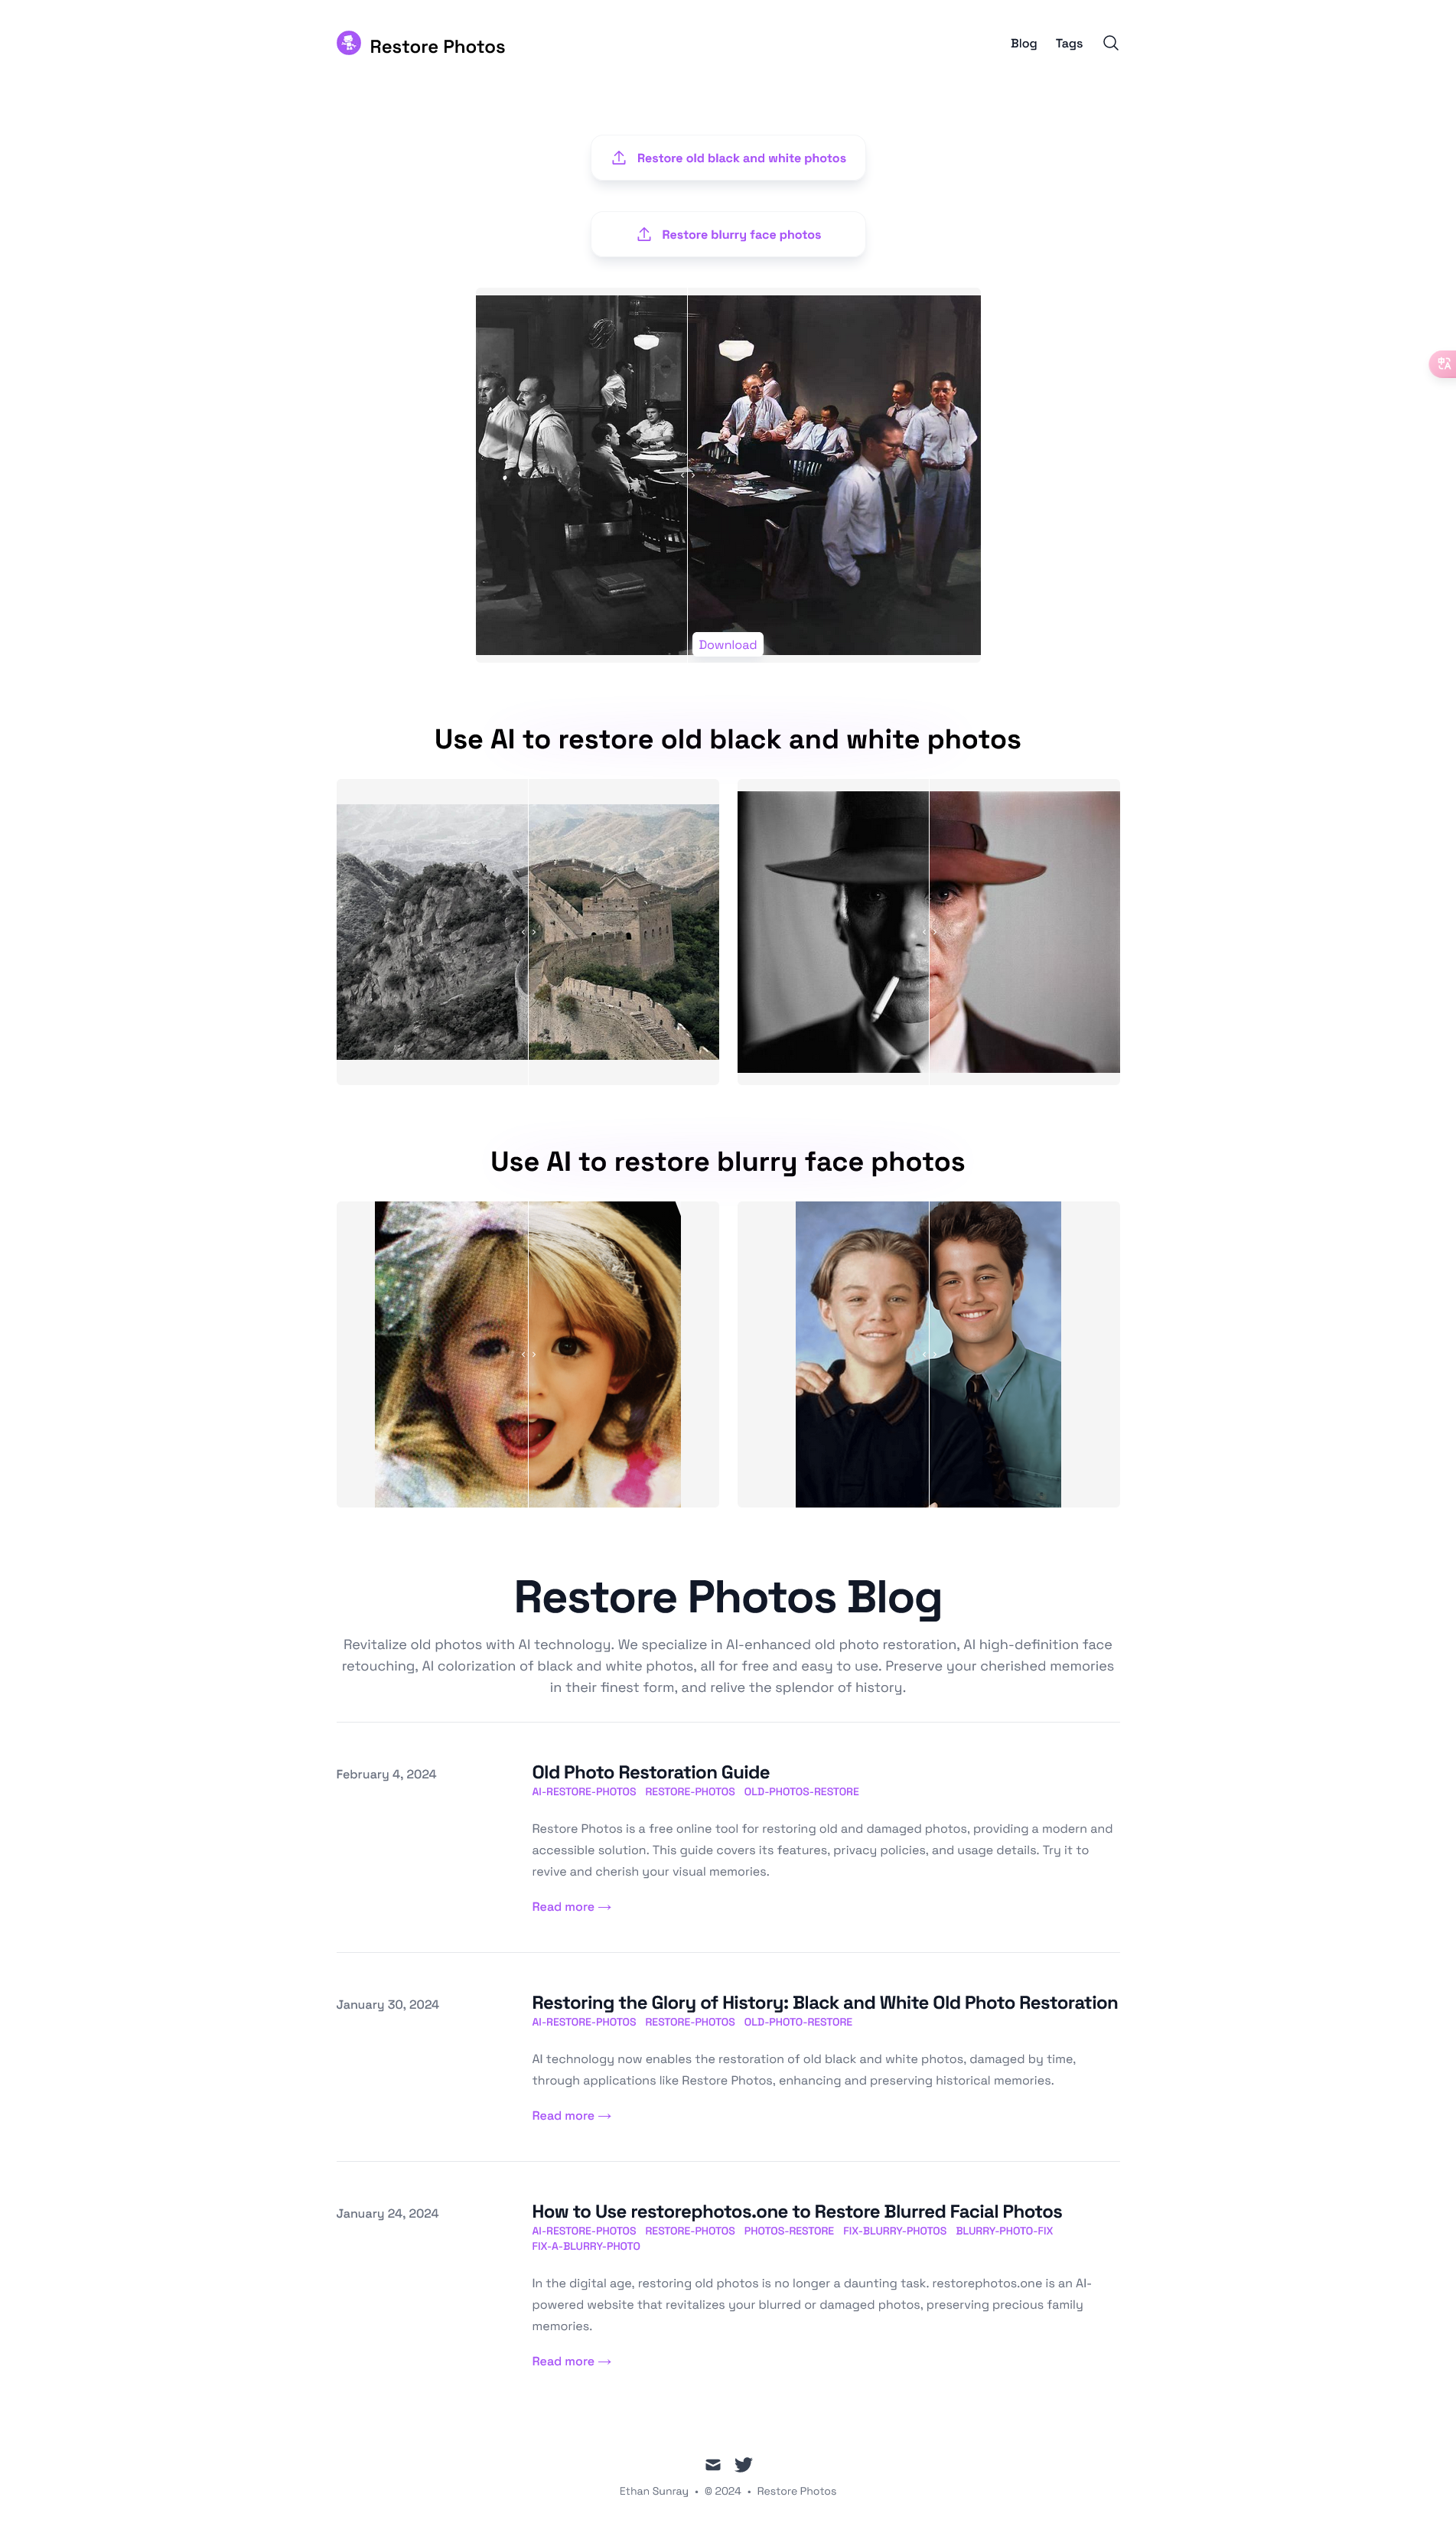 Restore Photos
Blog Tags
Restore old black and white photos
Restore blurry face photos
Download
Use AI to restore old black and white photos
Use AI to restore blurry face photos
Restore Photos Blog
Revitalize old photos with AI technology. We specialize in AI-enhanced old photo restoration, AI high-definition face
retouching, AI colorization of black and white photos, all for free and easy to use. Preserve your cherished memories
in their finest form, and relive the splendor of history.
February 4, 2024
Old Photo Restoration Guide
AI-RESTORE-PHOTOS RESTORE-PHOTOS OLD-PHOTOS-RESTORE
Restore Photos is a free online tool for restoring old and damaged photos, providing a modern and
accessible solution. This guide covers its features, privacy policies, and usage details. Try it to
revive and cherish your visual memories.
Read more →
January 30, 2024
Restoring the Glory of History: Black and White Old Photo Restoration
AI-RESTORE-PHOTOS RESTORE-PHOTOS OLD-PHOTO-RESTORE
AI technology now enables the restoration of old black and white photos, damaged by time,
through applications like Restore Photos, enhancing and preserving historical memories.
Read more →
January 24, 2024
How to Use restorephotos.one to Restore Blurred Facial Photos
AI-RESTORE-PHOTOS RESTORE-PHOTOS PHOTOS-RESTORE FIX-BLURRY-PHOTOS BLURRY-PHOTO-FIX
FIX-A-BLURRY-PHOTO
In the digital age, restoring old photos is no longer a daunting task. restorephotos.one is an AI-
powered website that revitalizes your blurred or damaged photos, preserving precious family
memories.
Read more →
Ethan Sunray • © 2024 • Restore Photos